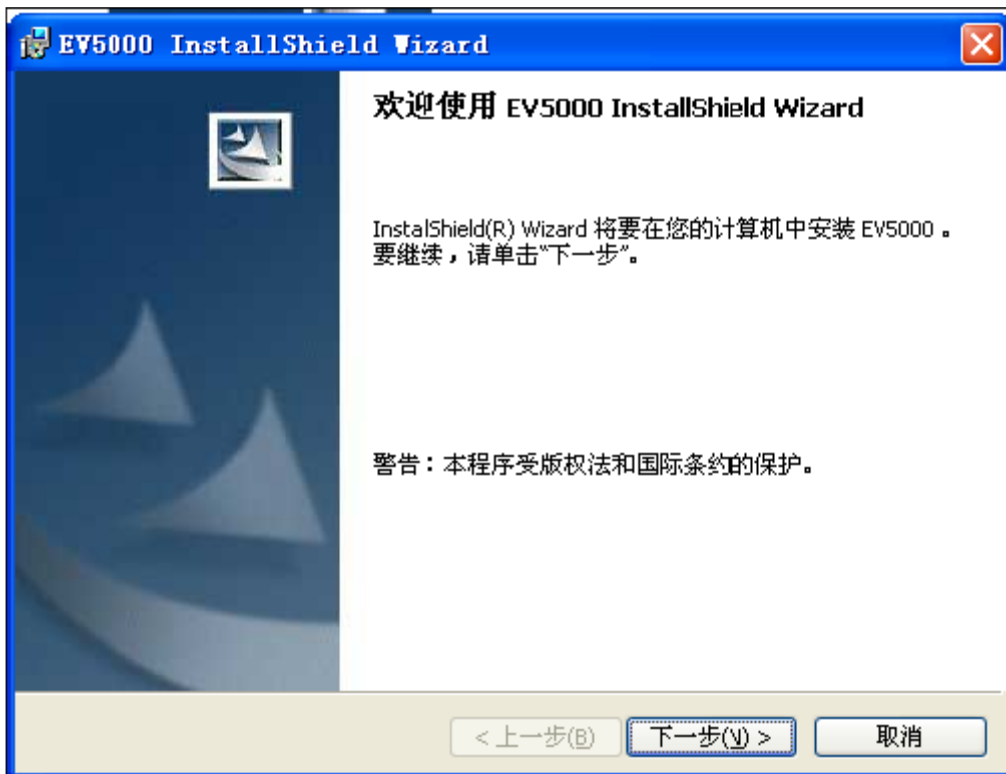 EV5000 InstallShield Wizard
欢迎使用 EV5000 InstallShield Wizard
InstalShield(R) Wizard 将要在您的计算机中安装 EV5000 。
要继续，请单击“下一步”。
警告：本程序受版权法和国际条约的保护。
< 上一步(B)
下一步(N) >
取消